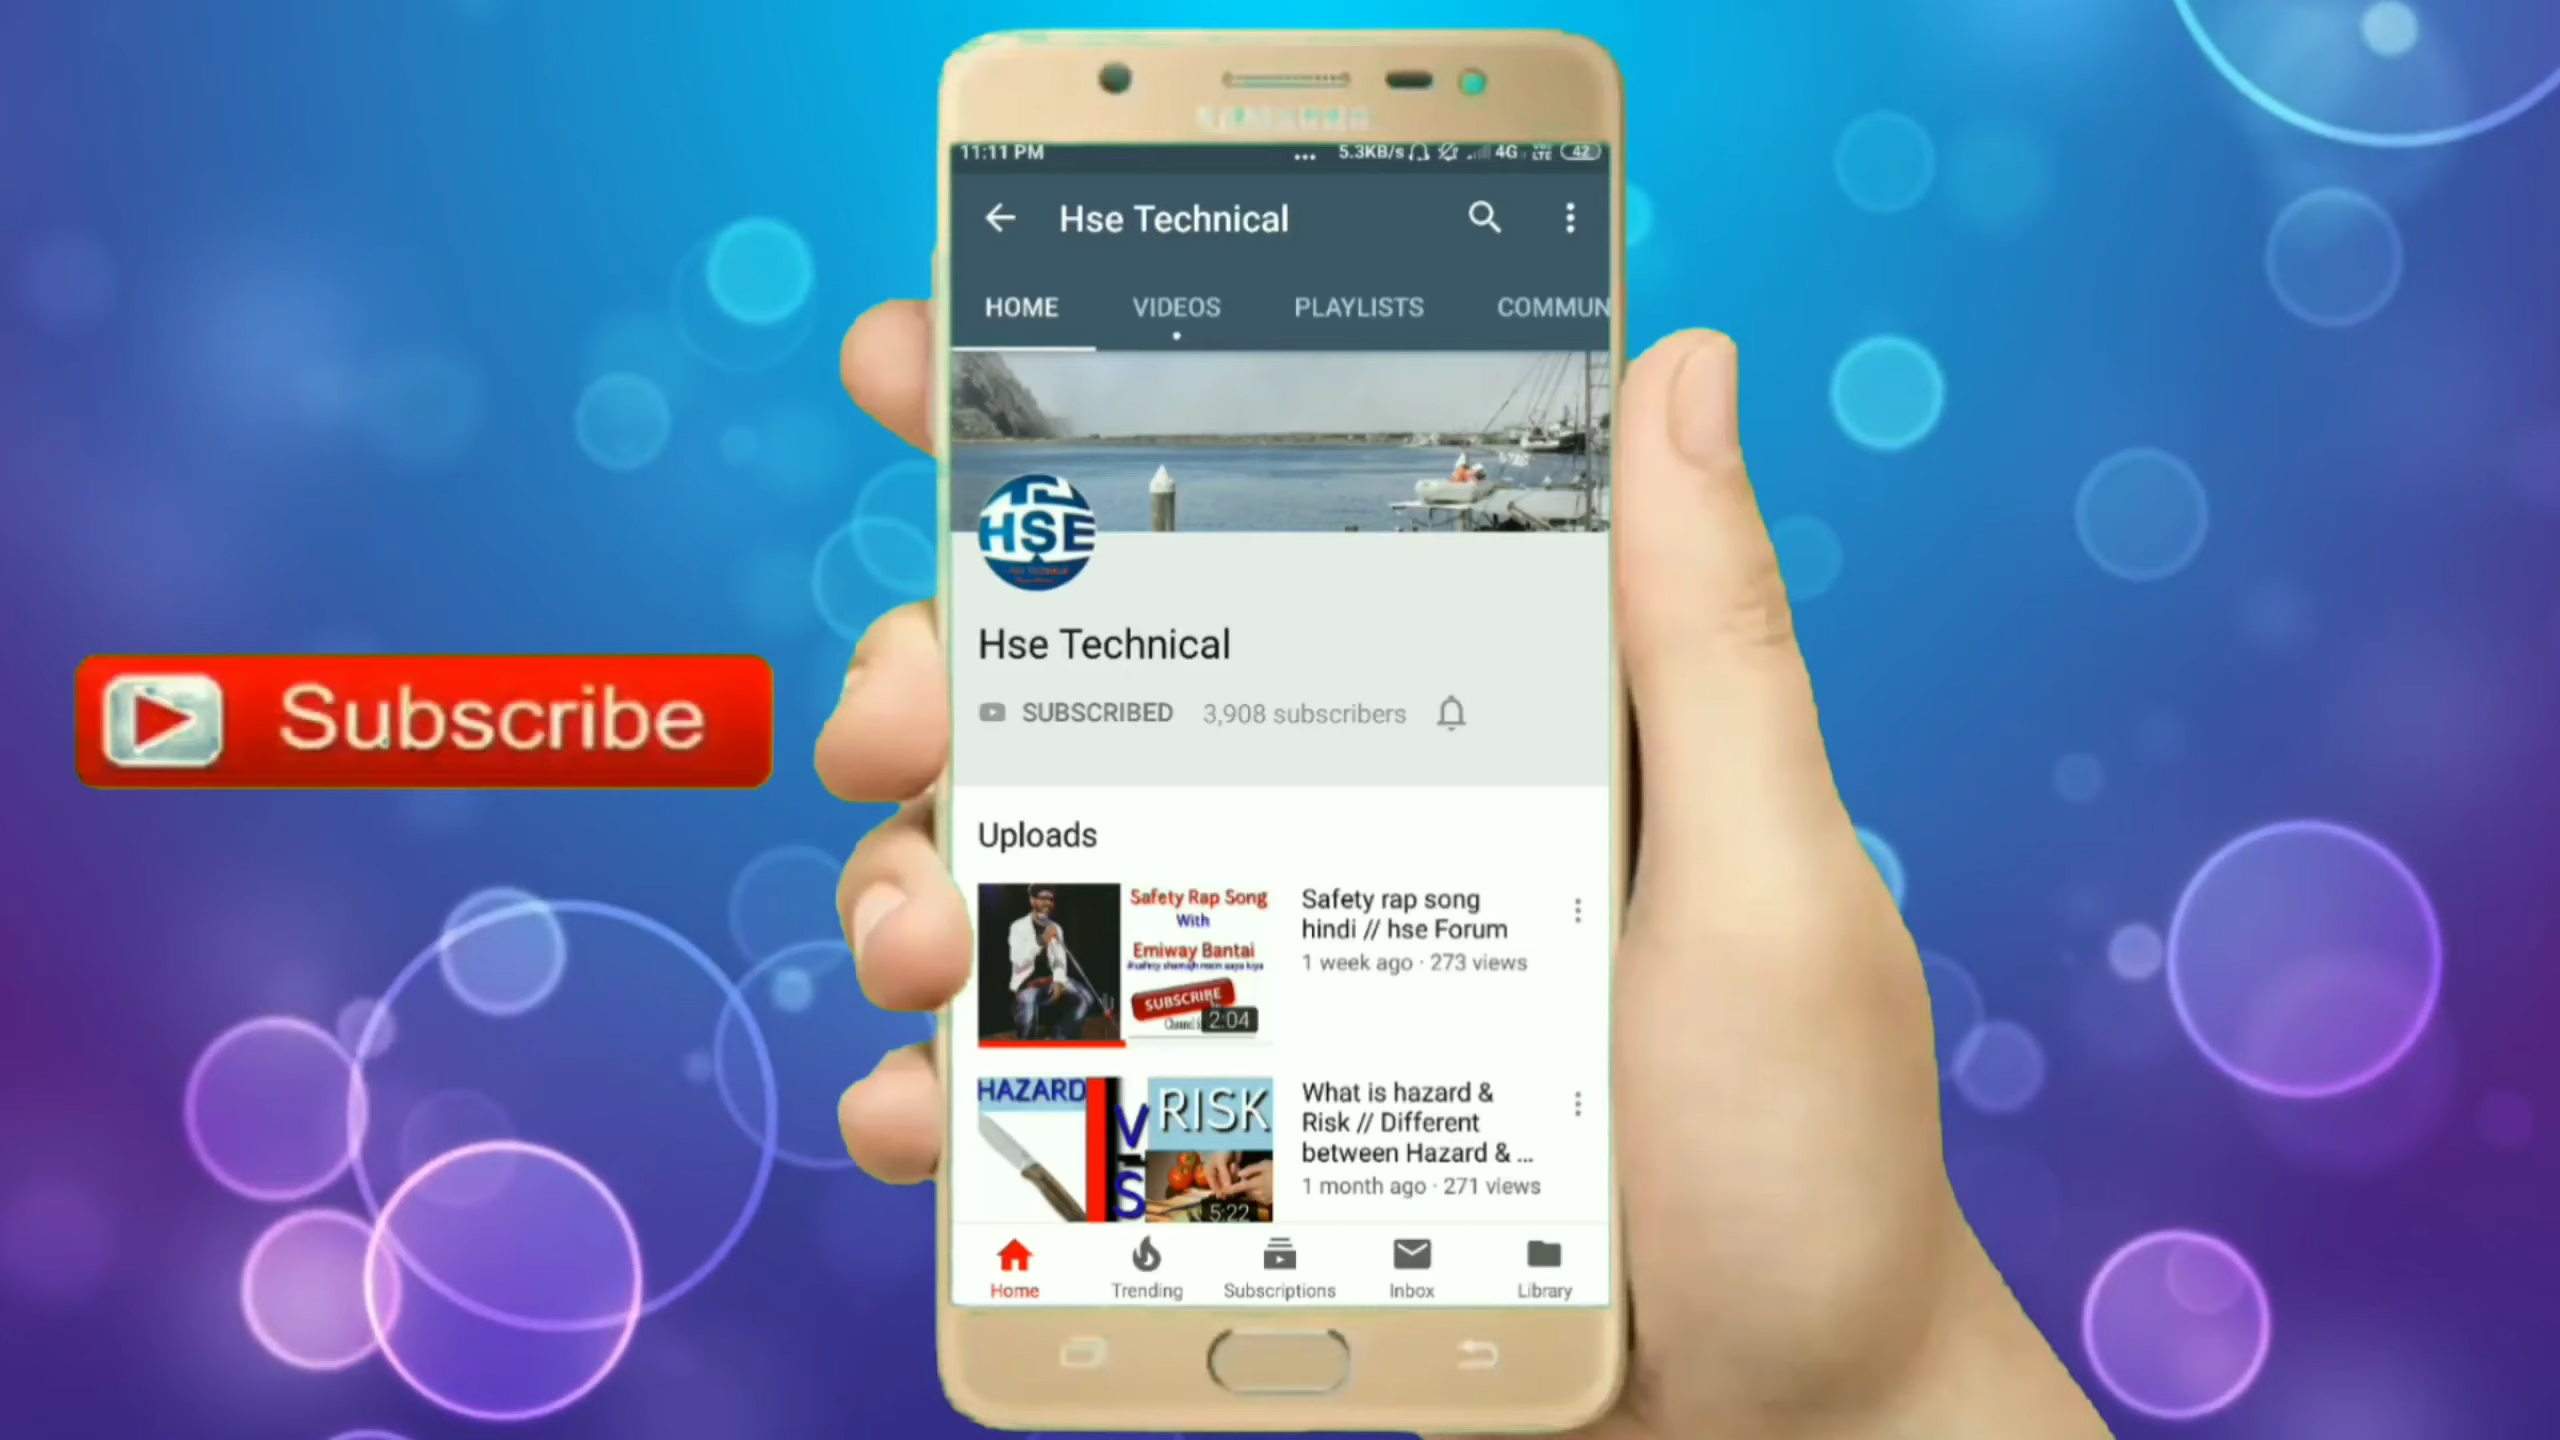 11:11 PM ... 5.3KB/s 4G LTE 42
Hse Technical
HOME VIDEOS PLAYLISTS COMMUN
HSE
Hse Technical
SUBSCRIBED 3,908 subscribers
Subscribe
Uploads
Safety Rap Song
With
Emiway Bantai
SUBSCRIBE
2:04
Safety rap song
hindi // hse Forum
1 week ago · 273 views
HAZARD
VS
RISK
5:22
What is hazard &
Risk // Different
between Hazard & ...
1 month ago · 271 views
Home Trending Subscriptions Inbox Library